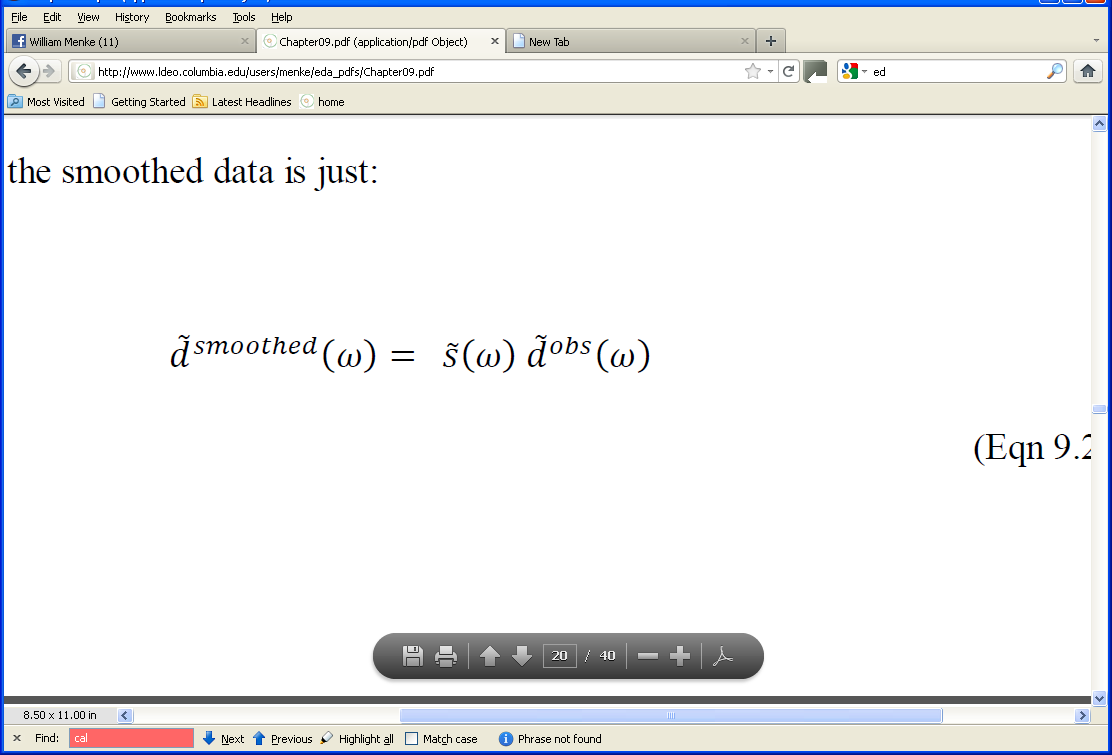 File Edit View History Bookmarks Tools Help
William Menke (11) Chapter09.pdf (application/pdf Object) New Tab
http://www.ldeo.columbia.edu/users/menke/eda_pdfs/Chapter09.pdf ed
Most Visited Getting Started Latest Headlines home
the smoothed data is just:
d̃^smoothed(ω) = s̃(ω) d̃^obs(ω)
(Eqn 9.2
20 / 40
8.50 x 11.00 in
Find: cal Next Previous Highlight all Match case Phrase not found